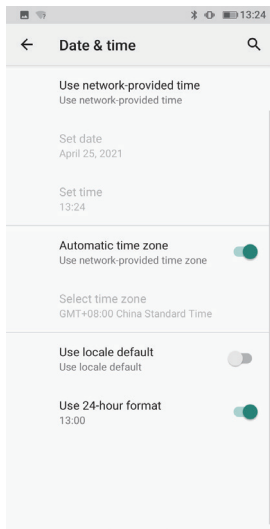 13:24
Date & time
Use network-provided time
Use network-provided time
Set date
April 25, 2021
Set time
13:24
Automatic time zone
Use network-provided time zone
Select time zone
GMT+08:00 China Standard Time
Use locale default
Use locale default
Use 24-hour format
13:00